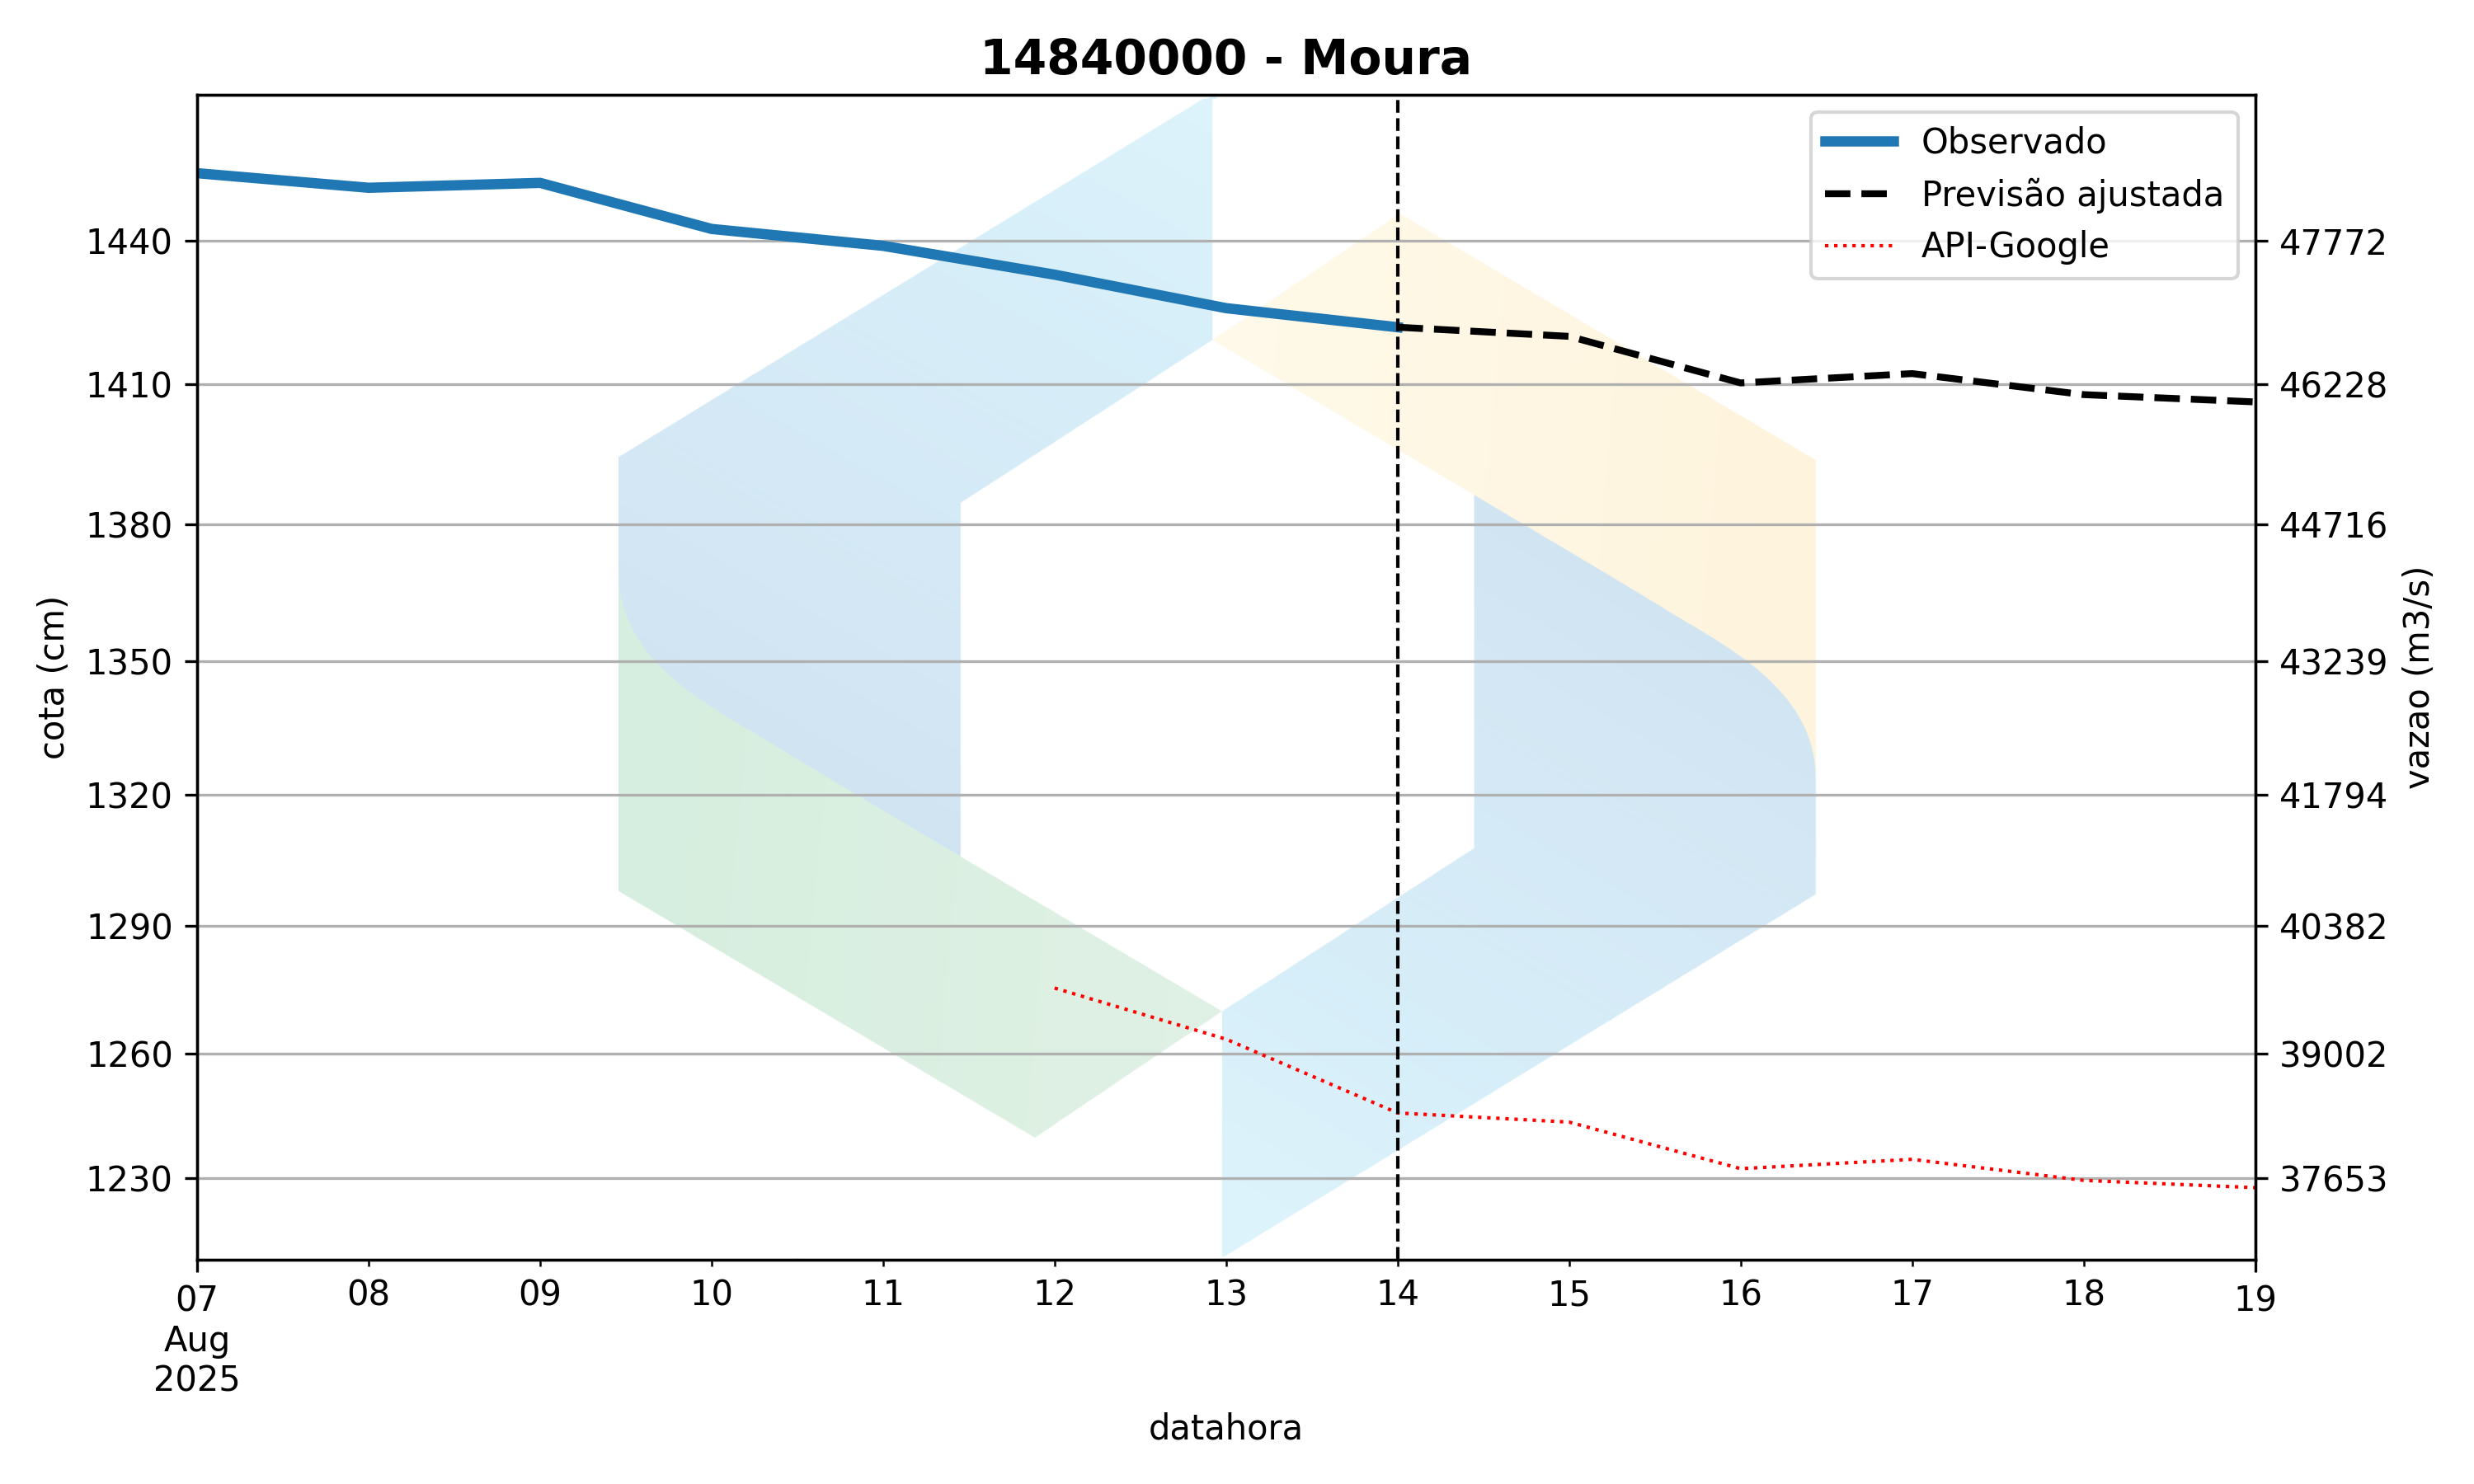 14840000 - Moura
Observado
Previsão ajustada
API-Google
cota (cm)
1440
1410
1380
1350
1320
1290
1260
1230
47772
46228
44716
43239
41794
40382
39002
37653
vazao (m3/s)
07 08 09 10 11 12 13 14 15 16 17 18 19
Aug
2025
datahora